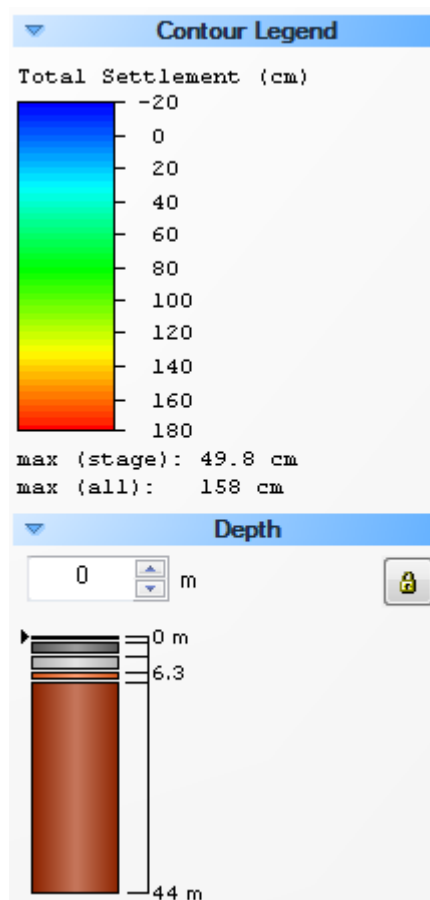 Contour Legend
Total Settlement (cm)
-20
0
20
40
60
80
100
120
140
160
180
max (stage): 49.8 cm
max (all): 158 cm
Depth
0 m
0 m
6.3
44 m